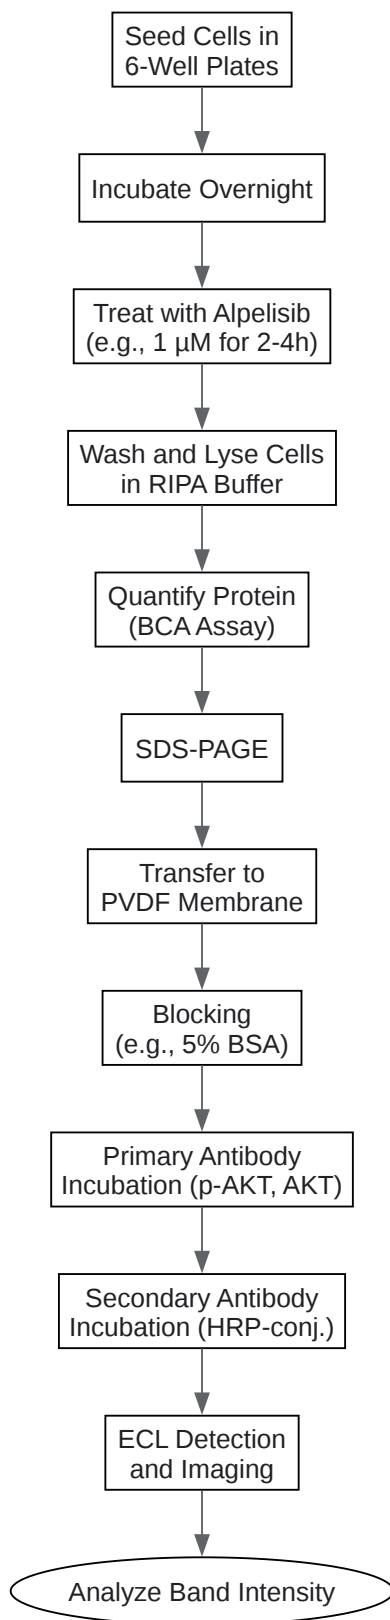 Seed Cells in
6-Well Plates
Incubate Overnight
Treat with Alpelisib
(e.g., 1 µM for 2-4h)
Wash and Lyse Cells
in RIPA Buffer
Quantify Protein
(BCA Assay)
SDS-PAGE
Transfer to
PVDF Membrane
Blocking
(e.g., 5% BSA)
Primary Antibody
Incubation (p-AKT, AKT)
Secondary Antibody
Incubation (HRP-conj.)
ECL Detection
and Imaging
Analyze Band Intensity